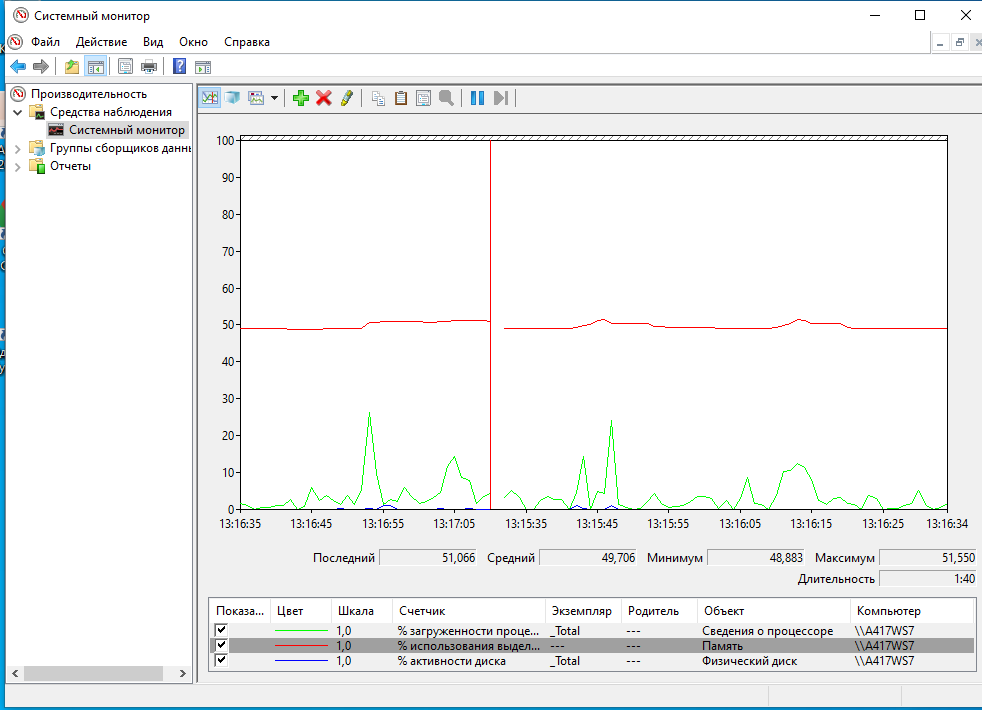 Системный монитор
Файл Действие Вид Окно Справка
Производительность
Средства наблюдения
Системный монитор
Группы сборщиков данн
Отчеты
100
90
80
70
60
50
40
30
20
10
0
13:16:35 13:16:45 13:16:55 13:17:05 13:15:35 13:15:45 13:15:55 13:16:05 13:16:15 13:16:25 13:16:34
Последний 51,066 Средний 49,706 Минимум 48,883 Максимум 51,550
Длительность 1:40
Показа... Цвет Шкала Счетчик Экземпляр Родитель Объект Компьютер
1,0 % загруженности проце... _Total --- Сведения о процессоре \\A417WS7
1,0 % использования выдел... --- --- Память \\A417WS7
1,0 % активности диска _Total --- Физический диск \\A417WS7